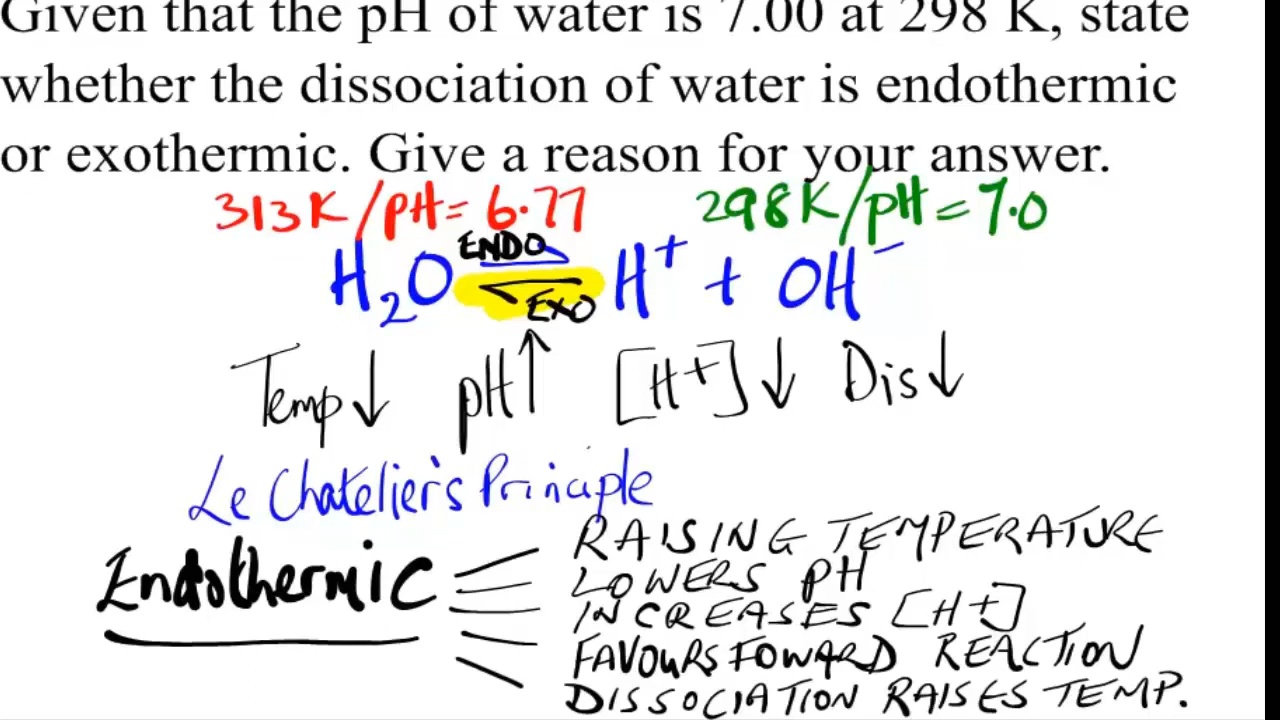 Given that the pH of water is 7.00 at 298 K, state
whether the dissociation of water is endothermic
or exothermic. Give a reason for your answer.
313K/pH= 6.77 298K/pH=7.0
ENDO
H₂O ⇌ H⁺ + OH⁻
EXO
Temp↓ pH↑ [H+]↓ Dis↓
Le Chatelier's Principle
Endothermic
RAISING TEMPERATURE
LOWERS pH
INCREASES [H+]
FAVOURS FOWARD REACTION
DISSOCIATION RAISES TEMP.